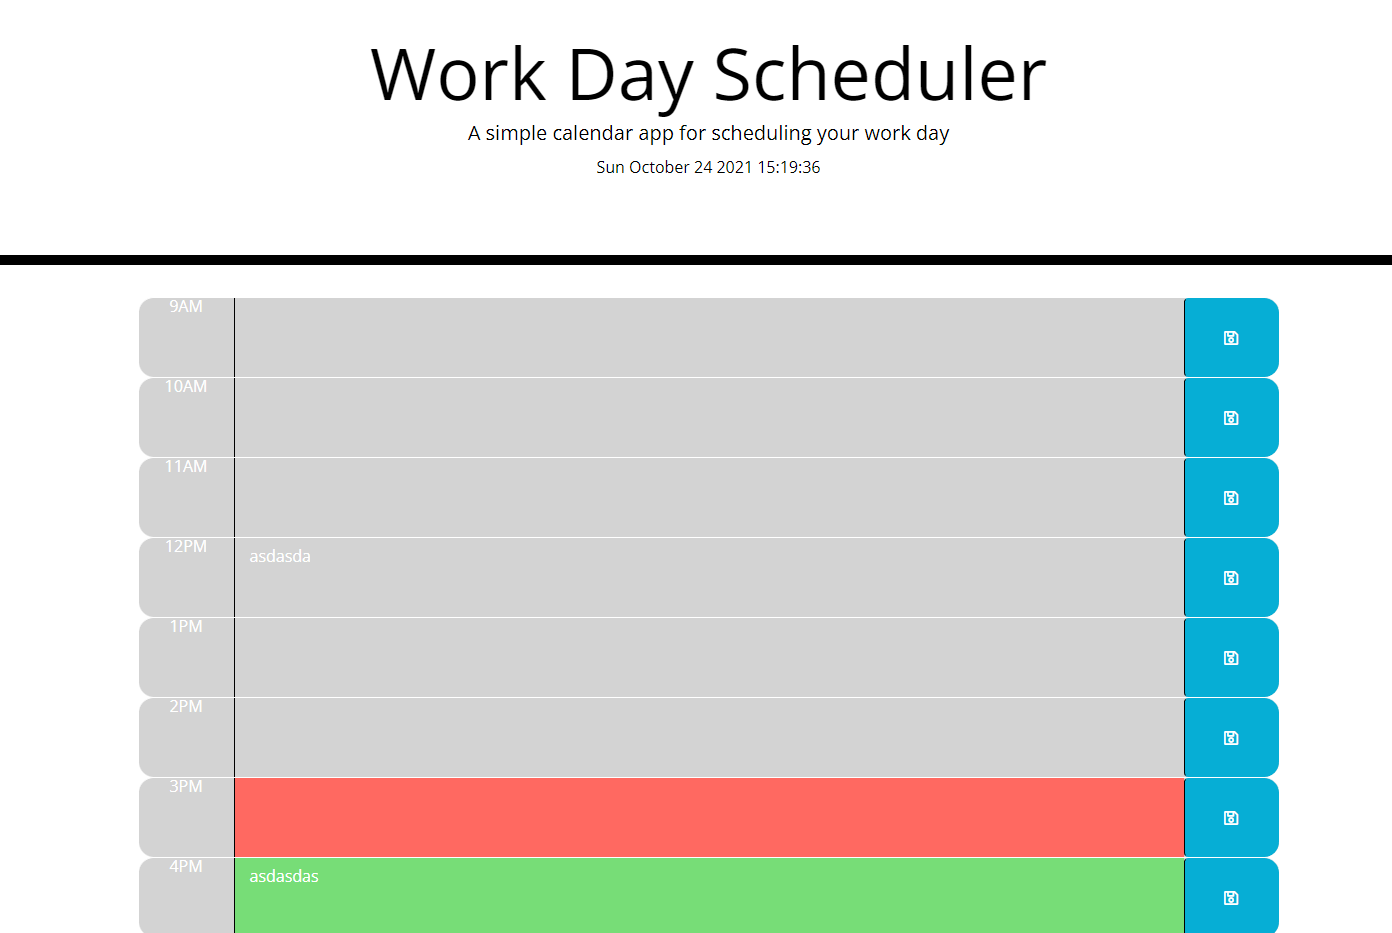 Work Day Scheduler
A simple calendar app for scheduling your work day
Sun October 24 2021 15:19:36
9AM
10AM
11AM
12PM
asdasda
1PM
2PM
3PM
4PM
asdasdas